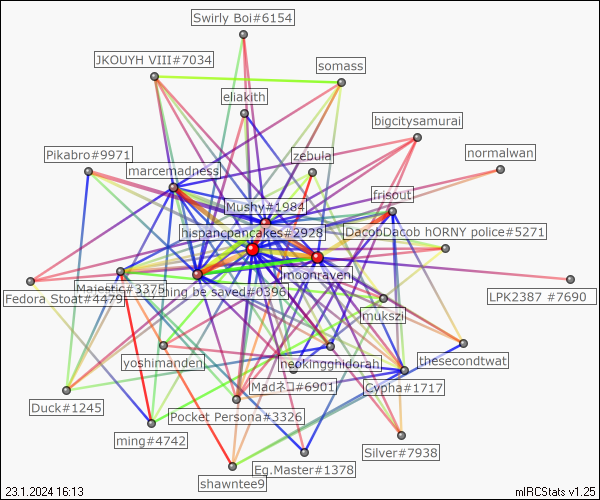 Swirly Boi#6154
JKOUYH VIII#7034
somass
eliakith
bigcitysamurai
Pikabro#9971
zebula
normalwan
marcemadness
frisout
Mushy#1984
hispancpancakes#2928
DacobDacob hORNY police#5271
moonraven
Majestic#3375
hing be saved#0396
Fedora Stoat#4479
LPK2387 #7690
mukszi
yoshimanden
neokingghidorah
thesecondtwat
Madネコ#6901
Cypha#1717
Duck#1245
Pocket Persona#3326
ming#4742
Silver#7938
Eg.Master#1378
shawntee9
23.1.2024 16:13
mIRCStats v1.25